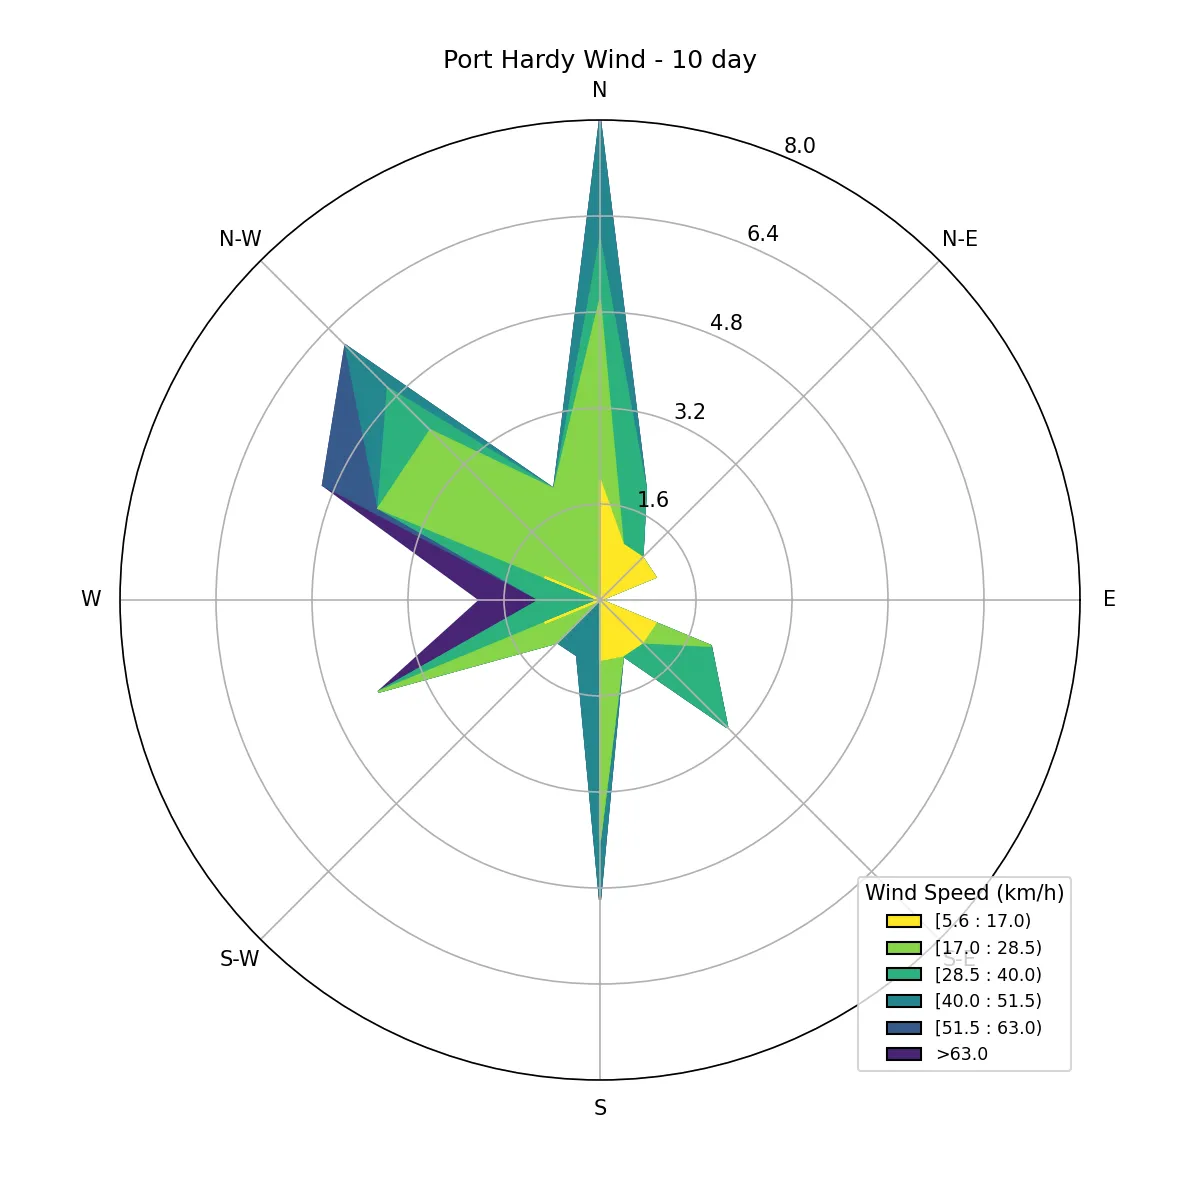 Port Hardy Wind - 10 day
N
8.0
N-W
N-E
6.4
4.8
3.2
1.6
W
E
Wind Speed (km/h)
[5.6 : 17.0)
[17.0 : 28.5)
S-W
S-E
[28.5 : 40.0)
[40.0 : 51.5)
[51.5 : 63.0)
>63.0
S